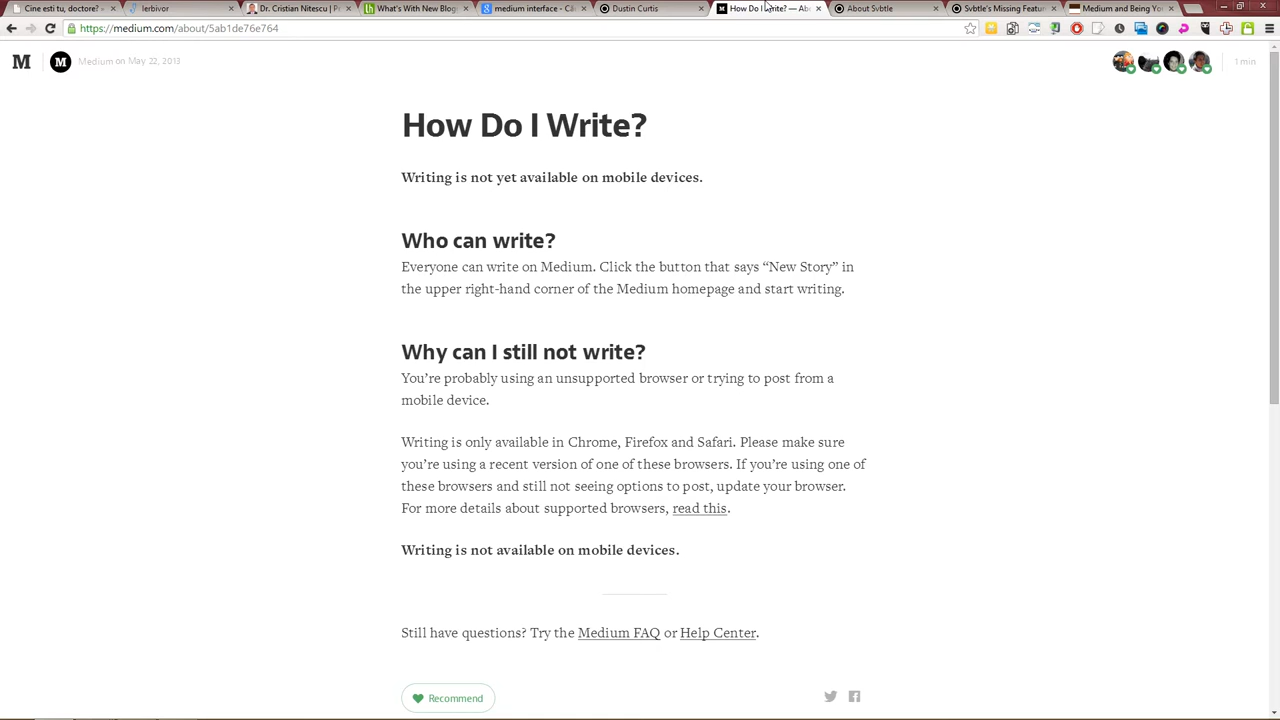 Cine esti tu, doctore?
lerbivor
Dr. Cristian Nitescu | P
What's With New Blog
medium interface - Că
Dustin Curtis
How Do I Write? — Ab
About Svbtle
Svbtle's Missing Featur
Medium and Being Yo
https://medium.com/about/5ab1de76e764
M
M
Medium on May 22, 2013
1 min
How Do I Write?
Writing is not yet available on mobile devices.
Who can write?
Everyone can write on Medium. Click the button that says “New Story” in
the upper right-hand corner of the Medium homepage and start writing.
Why can I still not write?
You’re probably using an unsupported browser or trying to post from a
mobile device.
Writing is only available in Chrome, Firefox and Safari. Please make sure
you’re using a recent version of one of these browsers. If you’re using one of
these browsers and still not seeing options to post, update your browser.
For more details about supported browsers, read this.
Writing is not available on mobile devices.
Still have questions? Try the Medium FAQ or Help Center.
Recommend